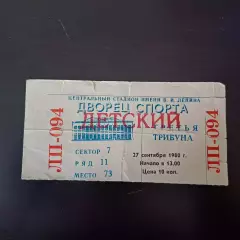 ЦЕНТРАЛЬНЫЙ СТАДИОН ИМЕНИ В. И. ЛЕНИНА
ДВОРЕЦ СПОРТА
ДЕТСКИЙ
ТРИБУНА
СЕКТОР 7
РЯД 11
МЕСТО 73
27 сентября 1980 г.
Начало в 13.00
Цена 10 коп.
ЛП-094
ЛП-094